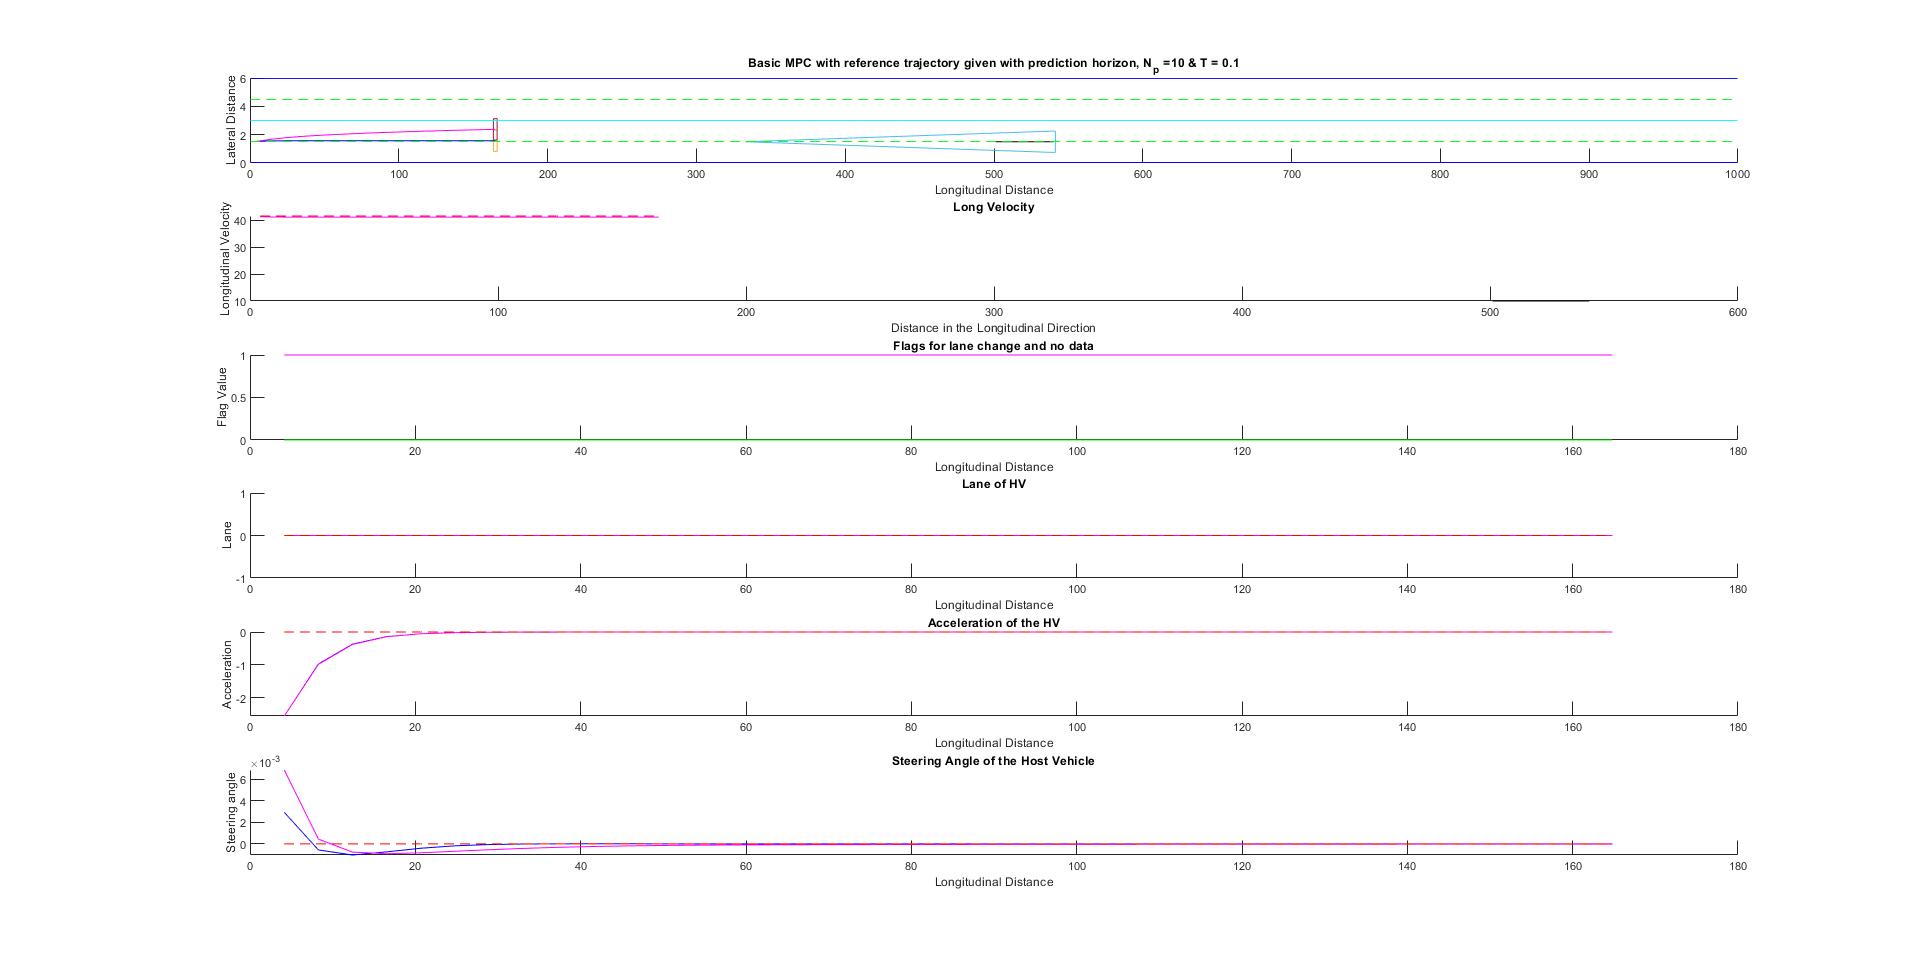 Basic MPC with reference trajectory given with prediction horizon, Np =10 & T = 0.1
Lateral Distance
6
4
2
0
0 100 200 300 400 500 600 700 800 900 1000
Longitudinal Distance
Long Velocity
Longitudinal Velocity
40
30
20
10
0 100 200 300 400 500 600
Distance in the Longitudinal Direction
Flags for lane change and no data
Flag Value
1
0.5
0
0 20 40 60 80 100 120 140 160 180
Longitudinal Distance
Lane of HV
Lane
1
0
-1
0 20 40 60 80 100 120 140 160 180
Longitudinal Distance
Acceleration of the HV
Acceleration
0
-1
-2
0 20 40 60 80 100 120 140 160 180
Longitudinal Distance
Steering Angle of the Host Vehicle
×10-3
Steering angle
6
4
2
0
0 20 40 60 80 100 120 140 160 180
Longitudinal Distance